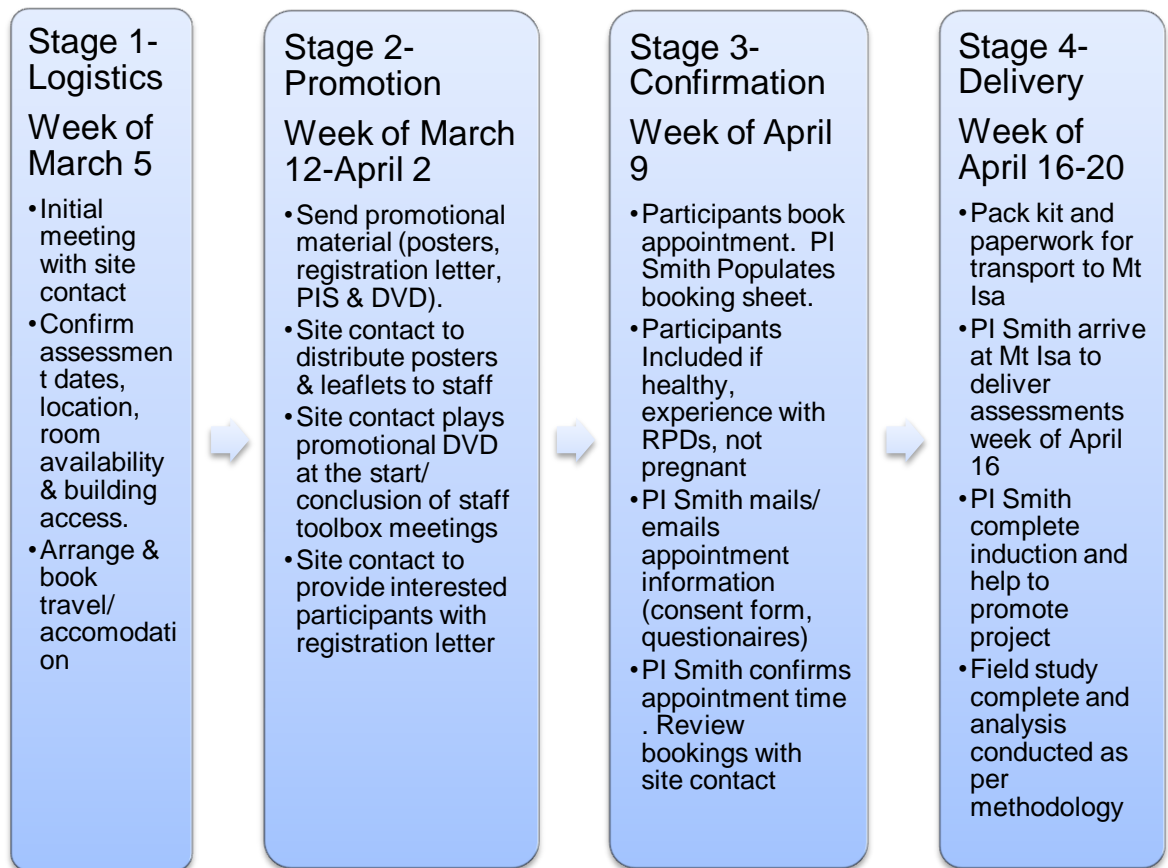 Stage 1-
Logistics
Week of
March 5
•Initial
meeting
with site
contact
•Confirm
assessmen
t dates,
location,
room
availability
& building
access.
•Arrange &
book
travel/
accomodati
on
Stage 2-
Promotion
Week of March
12-April 2
•Send promotional
material (posters,
registration letter,
PIS & DVD).
•Site contact to
distribute posters
& leaflets to staff
•Site contact plays
promotional DVD
at the start/
conclusion of staff
toolbox meetings
•Site contact to
provide interested
participants with
registration letter
Stage 3-
Confirmation
Week of April
9
•Participants book
appointment.  PI
Smith Populates
booking sheet.
•Participants
Included if
healthy,
experience with
RPDs, not
pregnant
•PI Smith mails/
emails
appointment
information
(consent form,
questionaires)
•PI Smith confirms
appointment time
. Review
bookings with
site contact
Stage 4-
Delivery
Week of
April 16-20
•Pack kit and
paperwork for
transport to Mt
Isa
•PI Smith arrive
at Mt Isa to
deliver
assessments
week of April
16
•PI Smith
complete
induction and
help to
promote
project
•Field study
complete and
analysis
conducted as
per
methodology